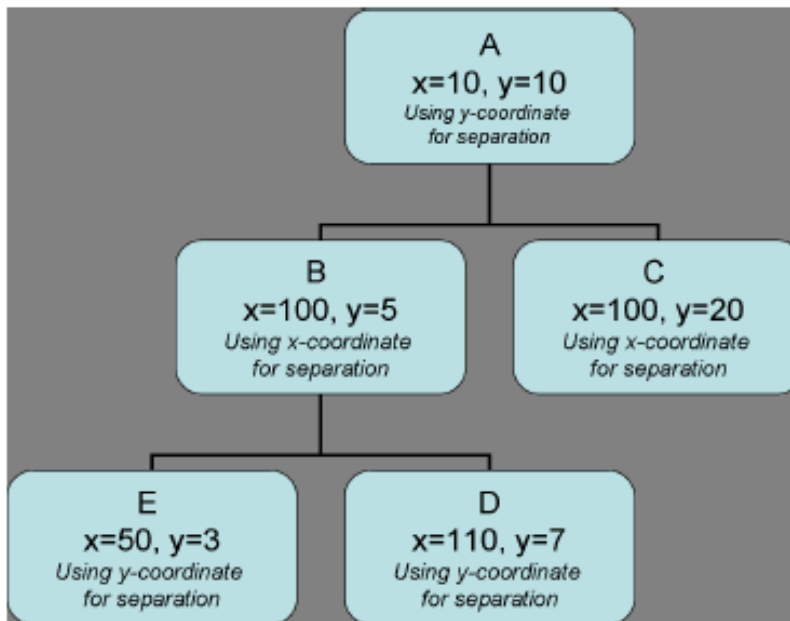 A
x=10, y=10
Using y-coordinate
for separation
B
x=100, y=5
Using x-coordinate
for separation
C
x=100, y=20
Using x-coordinate
for separation
E
x=50, y=3
Using y-coordinate
for separation
D
x=110, y=7
Using y-coordinate
for separation